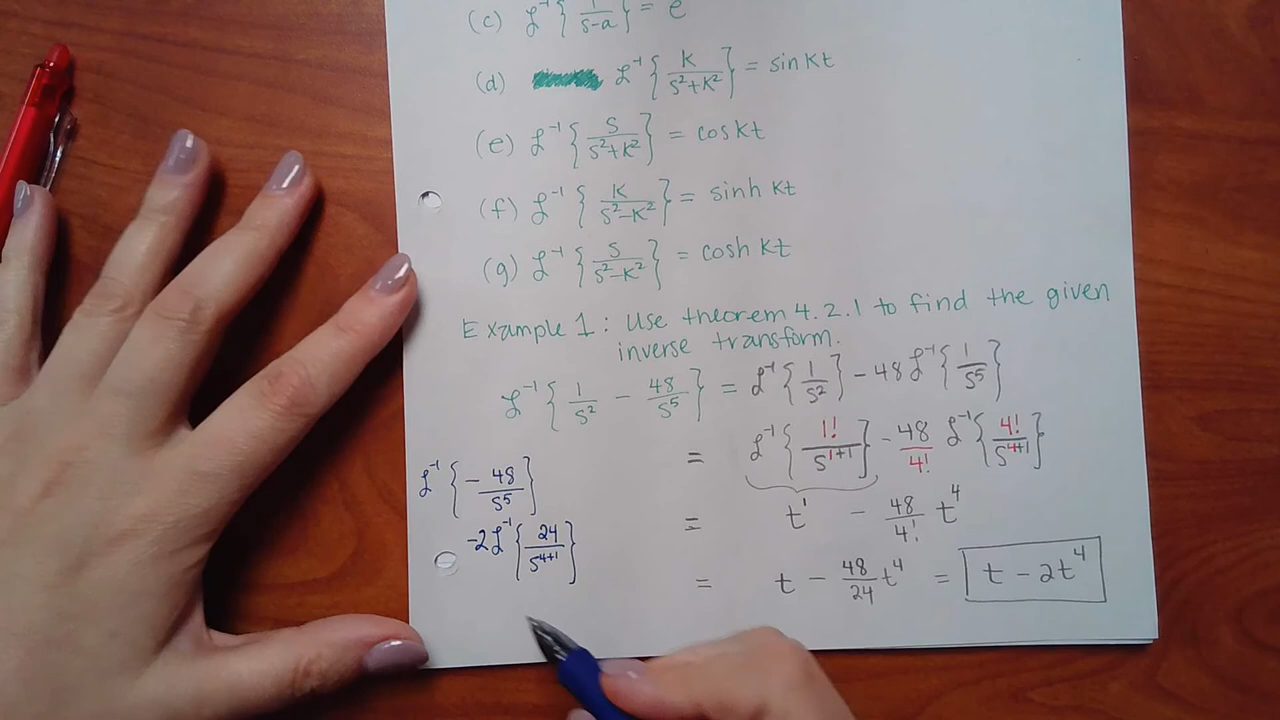 (c) ℒ⁻¹{1/(s-a)} = e
(d) ℒ⁻¹{k/(s²+k²)} = sin kt
(e) ℒ⁻¹{s/(s²+k²)} = cos kt
(f) ℒ⁻¹{k/(s²-k²)} = sinh kt
(g) ℒ⁻¹{s/(s²-k²)} = cosh kt
Example 1: Use theorem 4.2.1 to find the given
inverse transform.
ℒ⁻¹{1/s² - 48/s⁵} = ℒ⁻¹{1/s²} - 48ℒ⁻¹{1/s⁵}
= ℒ⁻¹{1!/s¹⁺¹} - 48/4! ℒ⁻¹{4!/s⁴⁺¹}
ℒ⁻¹{-48/s⁵}
= t¹ - 48/4! t⁴
-2ℒ⁻¹{24/s⁴⁺¹}
= t - 48/24 t⁴ = t - 2t⁴